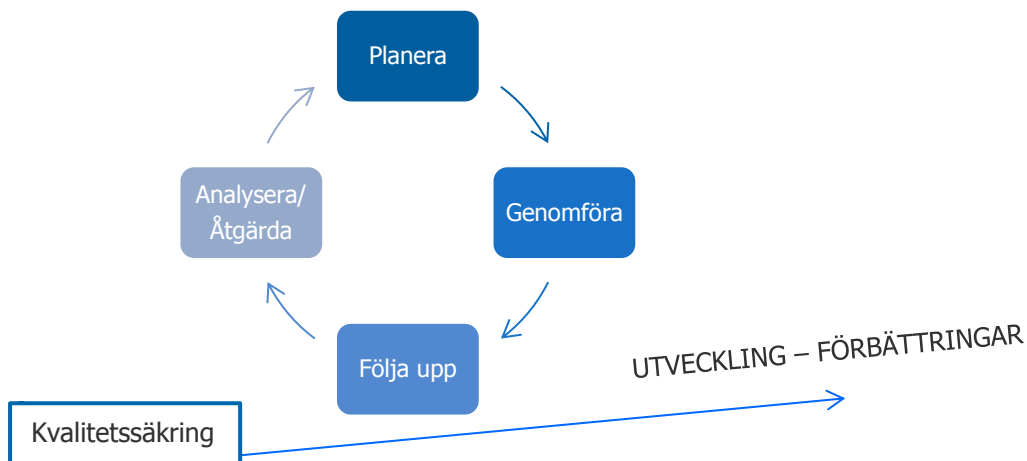 Planera
Genomföra
Följa upp
Analysera/
Åtgärda
UTVECKLING – FÖRBÄTTRINGAR
Kvalitetssäkring